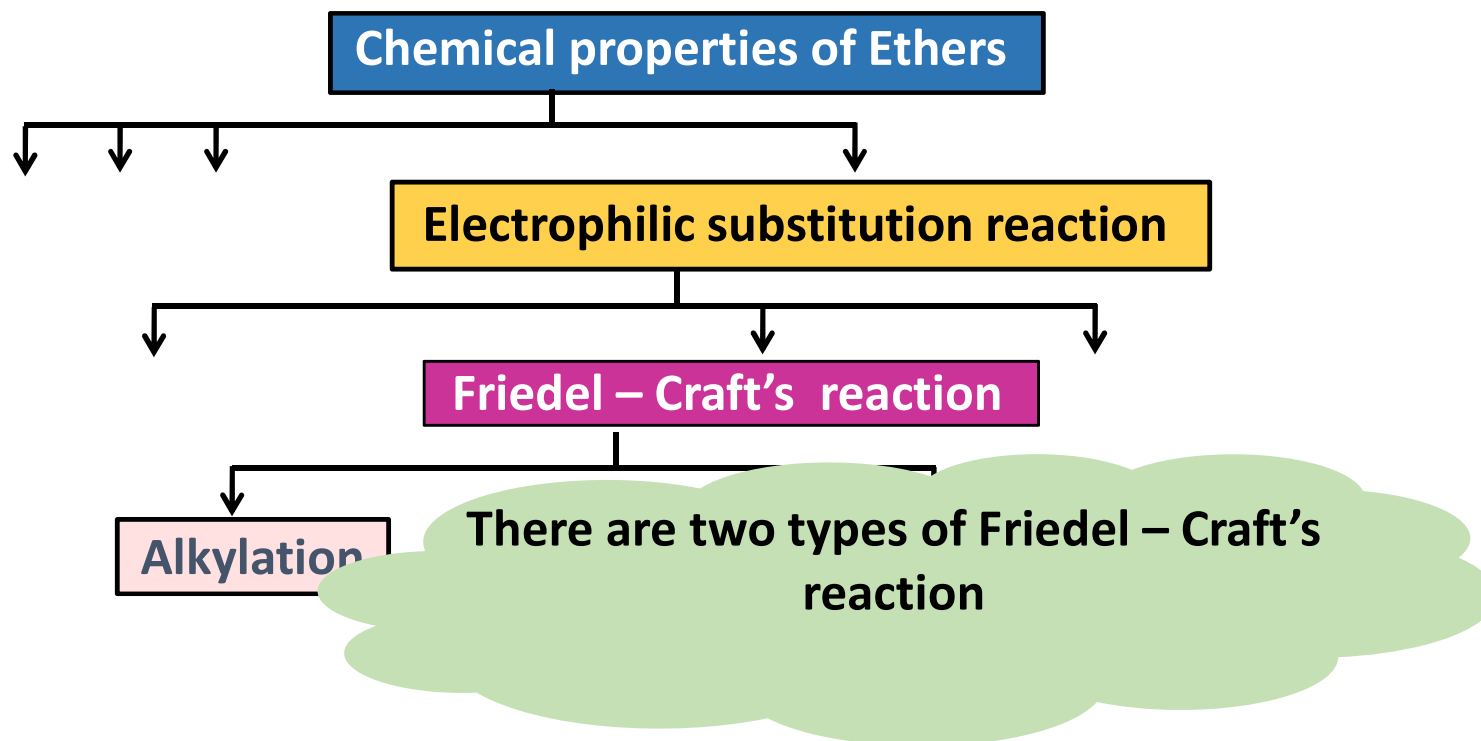 Chemical properties of Ethers
Electrophilic substitution reaction
Friedel – Craft’s  reaction
Alkylation
There are two types of Friedel – Craft’s
reaction